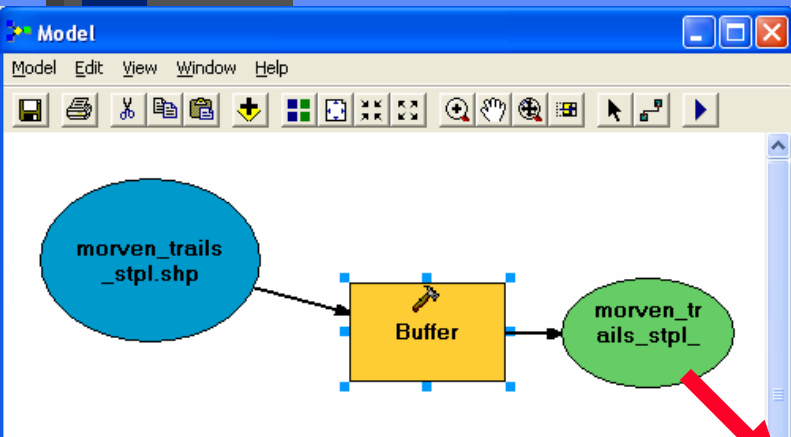 Model
Model Edit View Window Help
morven_trails
_stpl.shp
Buffer
morven_tr
ails_stpl_